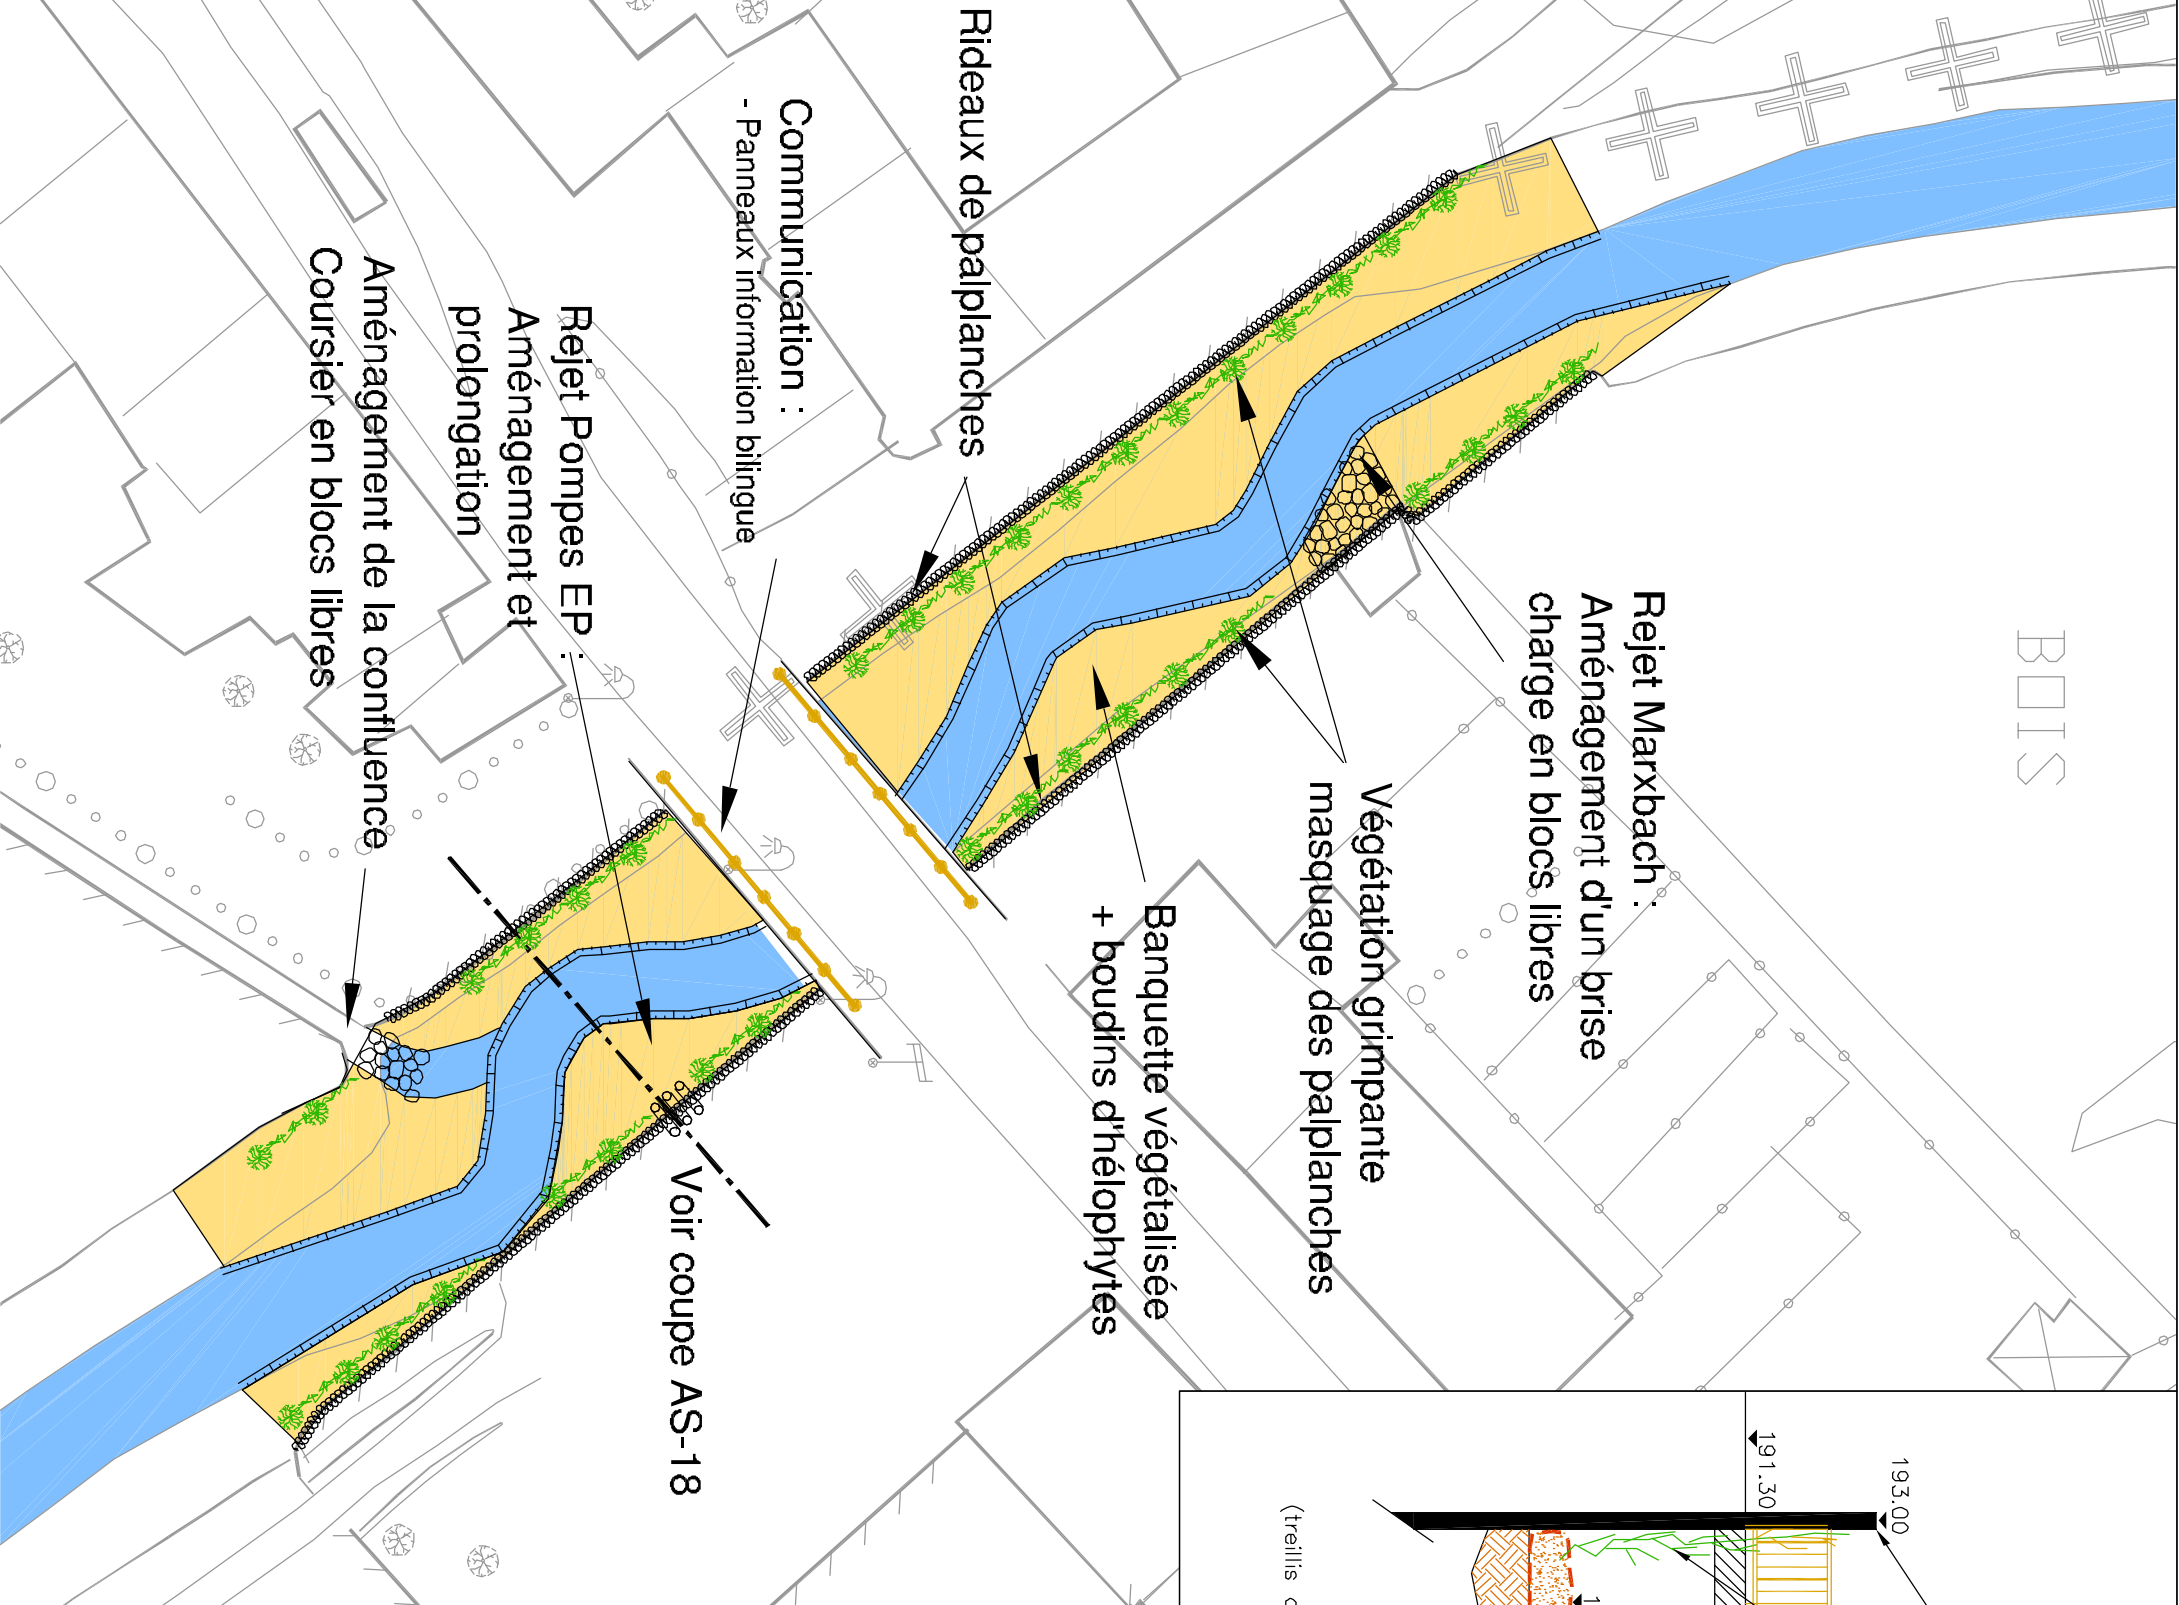 Rideaux de palplanches
Communication :
- Panneaux information bilingue
Rejet Pompes EP :
Aménagement et
prolongation
Aménagement de la confluence
Coursier en blocs libres
Rejet Marxbach :
Aménagement d'un brise
charge en blocs libres
Végétation grimpante
masquage des palplanches
Banquette végétalisée
+ boudins d'hélophytes
Voir coupe AS-18
BOIS
193.00
191.30
(treillis